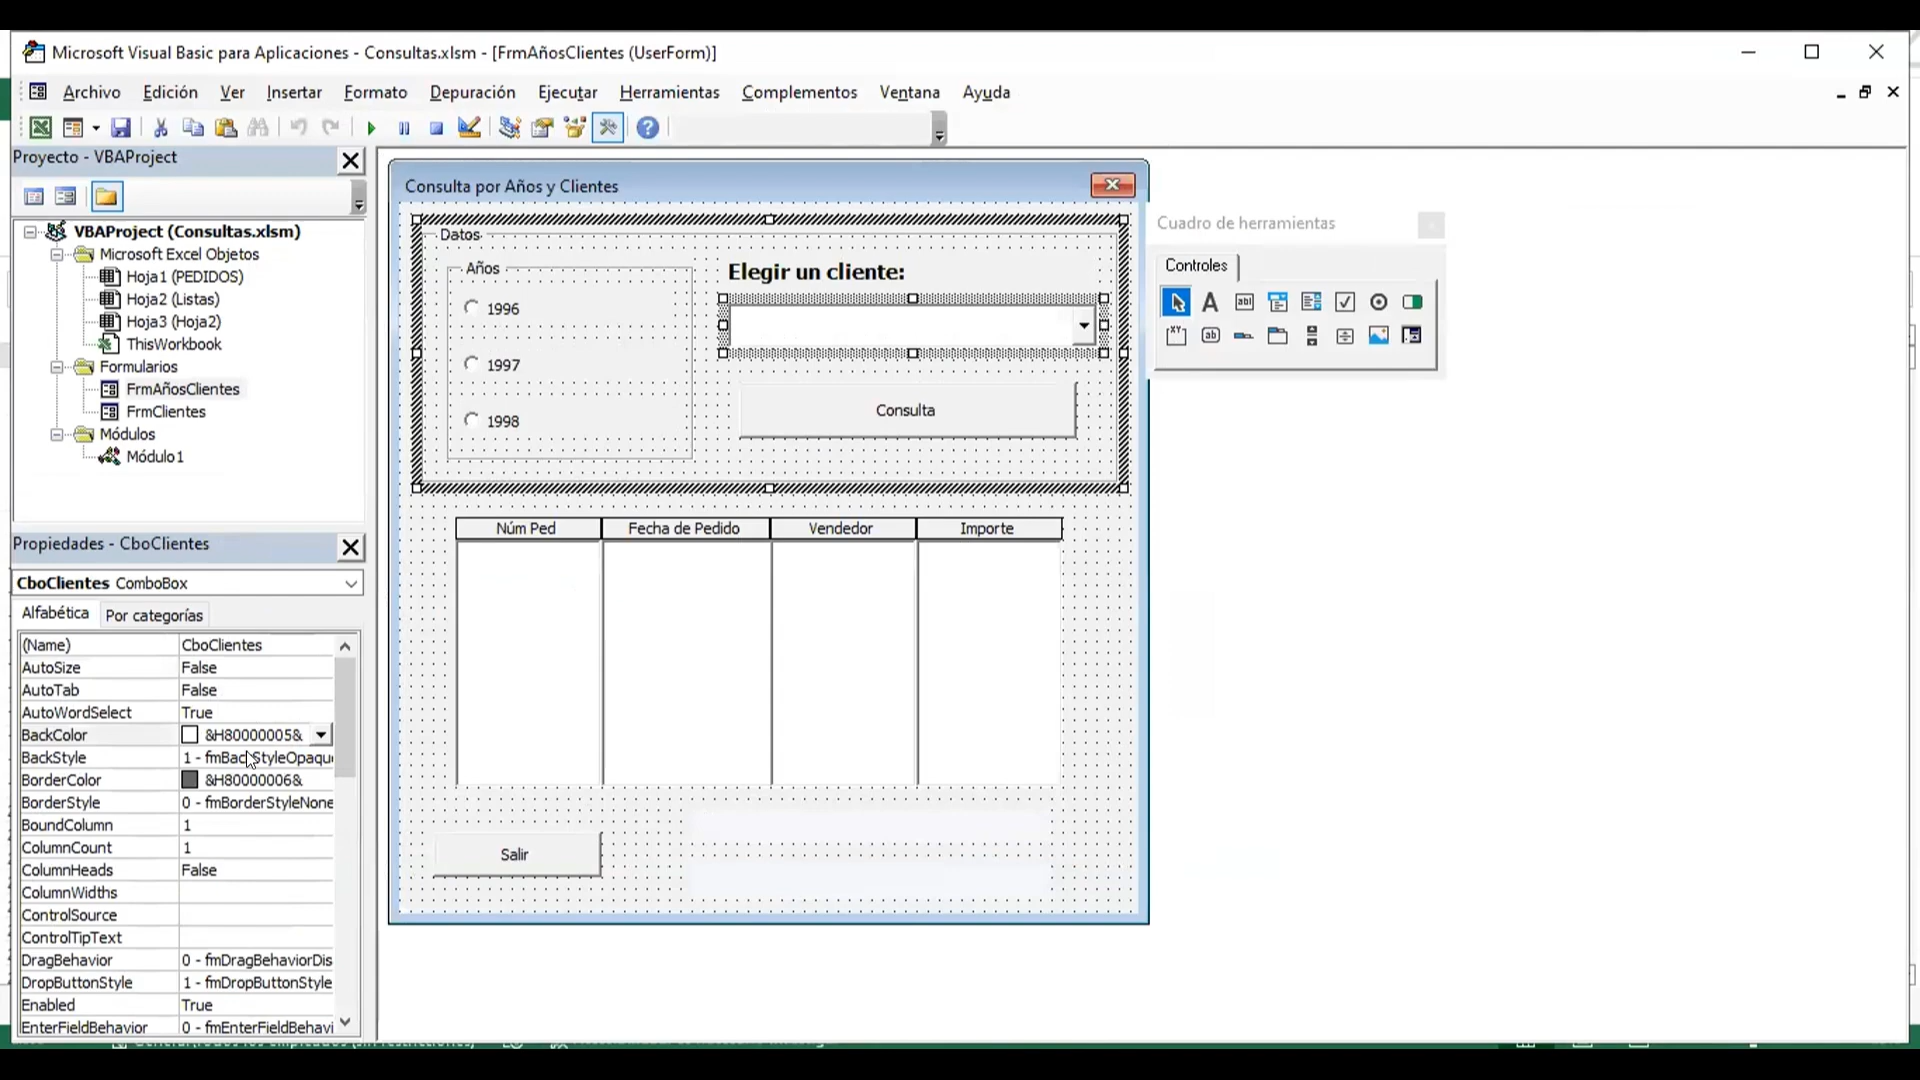 Microsoft Visual Basic para Aplicaciones - Consultas.xlsm - [FrmAñosClientes (UserForm)]
Archivo Edición Ver Insertar Formato Depuración Ejecutar Herramientas Complementos Ventana Ayuda
Proyecto - VBAProject
VBAProject (Consultas.xlsm)
Microsoft Excel Objetos
Hoja1 (PEDIDOS)
Hoja2 (Listas)
Hoja3 (Hoja2)
ThisWorkbook
Formularios
FrmAñosClientes
FrmClientes
Módulos
Módulo1
Propiedades - CboClientes
CboClientes ComboBox
Alfabética Por categorías
(Name) CboClientes
AutoSize False
AutoTab False
AutoWordSelect True
BackColor &H80000005&
BackStyle 1 - fmBackStyleOpaqu
BorderColor &H80000006&
BorderStyle 0 - fmBorderStyleNone
BoundColumn 1
ColumnCount 1
ColumnHeads False
ColumnWidths
ControlSource
ControlTipText
DragBehavior 0 - fmDragBehaviorDis
DropButtonStyle 1 - fmDropButtonStyle
Enabled True
EnterFieldBehavior 0 - fmEnterFieldBehavi
Consulta por Años y Clientes
Datos
Años
1996
1997
1998
Elegir un cliente:
Consulta
Núm Ped Fecha de Pedido Vendedor Importe
Salir
Cuadro de herramientas
Controles